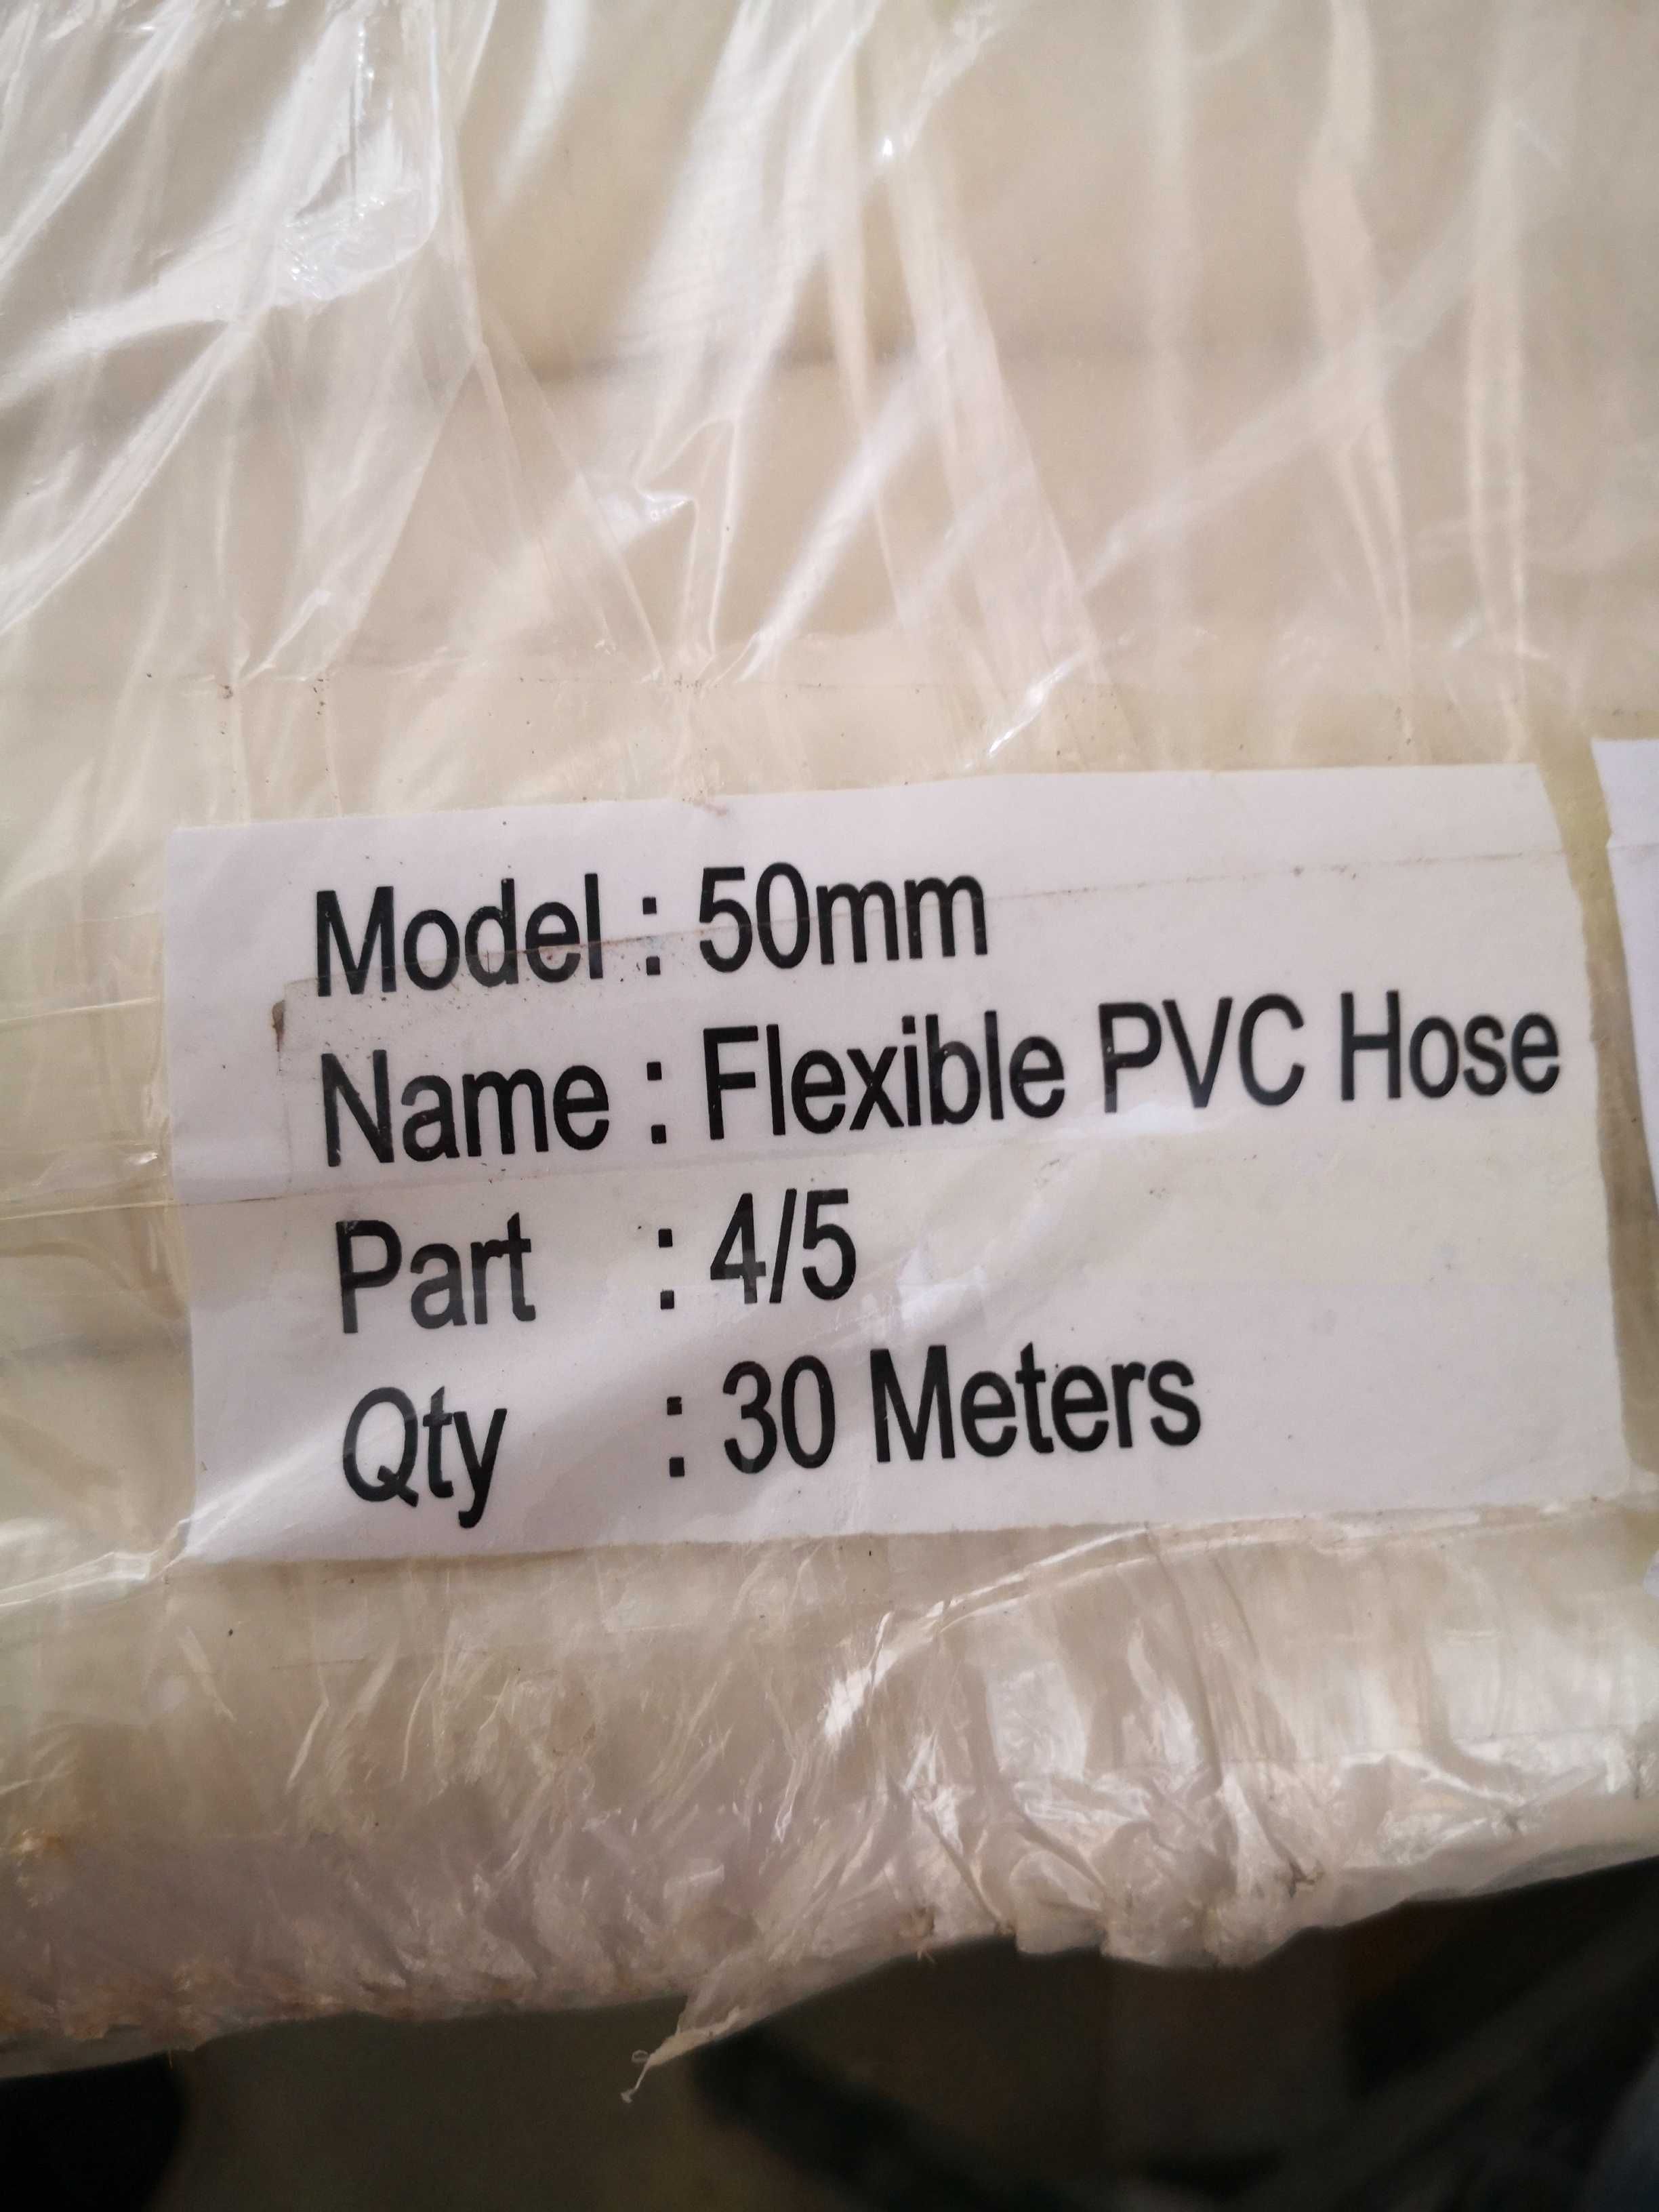 Model : 50mm
Name : Flexible PVC Hose
Part : 4/5
Qty : 30 Meters